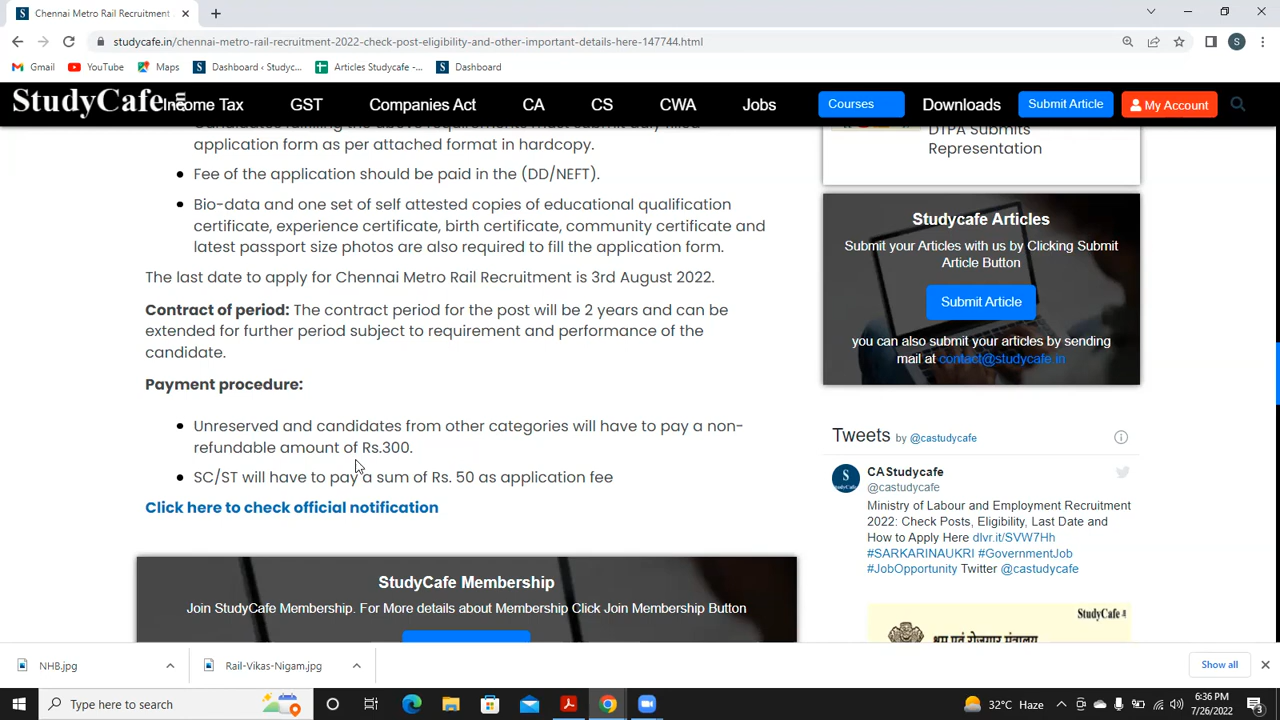 Chennai Metro Rail Recruitment
studycafe.in/chennai-metro-rail-recruitment-2022-check-post-eligibility-and-other-important-details-here-147744.html
S
Gmail
YouTube
Maps
Dashboard ‹ Studyc...
Articles Studycafe -...
Dashboard
StudyCafe.in
Income Tax
GST
Companies Act
CA
CS
CWA
Jobs
Courses
Downloads
Submit Article
My Account
Candidates fulfilling the above requirements must submit duly filled
application form as per attached format in hardcopy.
Fee of the application should be paid in the (DD/NEFT).
Bio-data and one set of self attested copies of educational qualification
certificate, experience certificate, birth certificate, community certificate and
latest passport size photos are also required to fill the application form.
The last date to apply for Chennai Metro Rail Recruitment is 3rd August 2022.
Contract of period: The contract period for the post will be 2 years and can be
extended for further period subject to requirement and performance of the
candidate.
Payment procedure:
Unreserved and candidates from other categories will have to pay a non-
refundable amount of Rs.300.
SC/ST will have to pay a sum of Rs. 50 as application fee
Click here to check official notification
StudyCafe Membership
Join StudyCafe Membership. For More details about Membership Click Join Membership Button
DTPA Submits
Representation
Studycafe Articles
Submit your Articles with us by Clicking Submit
Article Button
Submit Article
you can also submit your articles by sending
mail at contact@studycafe.in
Tweets by @castudycafe
CA Studycafe
@castudycafe
Ministry of Labour and Employment Recruitment
2022: Check Posts, Eligibility, Last Date and
How to Apply Here dlvr.it/SVW7Hh
#SARKARINAUKRI #GovernmentJob
#JobOpportunity Twitter @castudycafe
StudyCafe
श्रम एवं रोजगार मंत्रालय
NHB.jpg
Rail-Vikas-Nigam.jpg
Show all
Type here to search
32°C Haze
6:36 PM
7/26/2022
3